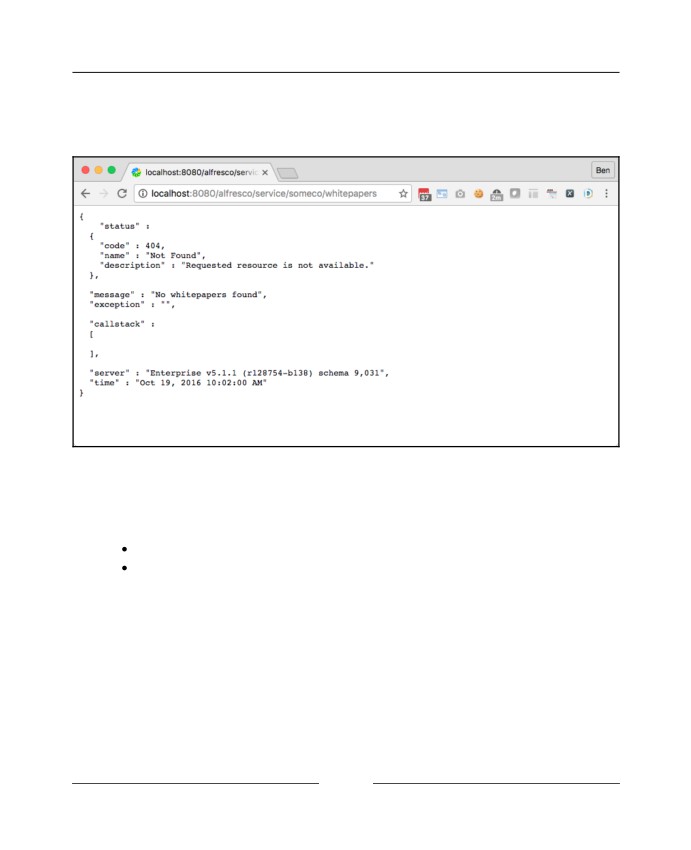 localhost:8080/alfresco/servic
Ben
localhost:8080/alfresco/service/someco/whitepapers
37
2m
{
"status" :
{
"code" : 404,
"name" : "Not Found",
"description" : "Requested resource is not available."
},
"message" : "No whitepapers found",
"exception" : "",
"callstack" :
[
],
"server" : "Enterprise v5.1.1 (r128754-b138) schema 9,031",
"time" : "Oct 19, 2016 10:02:00 AM"
}